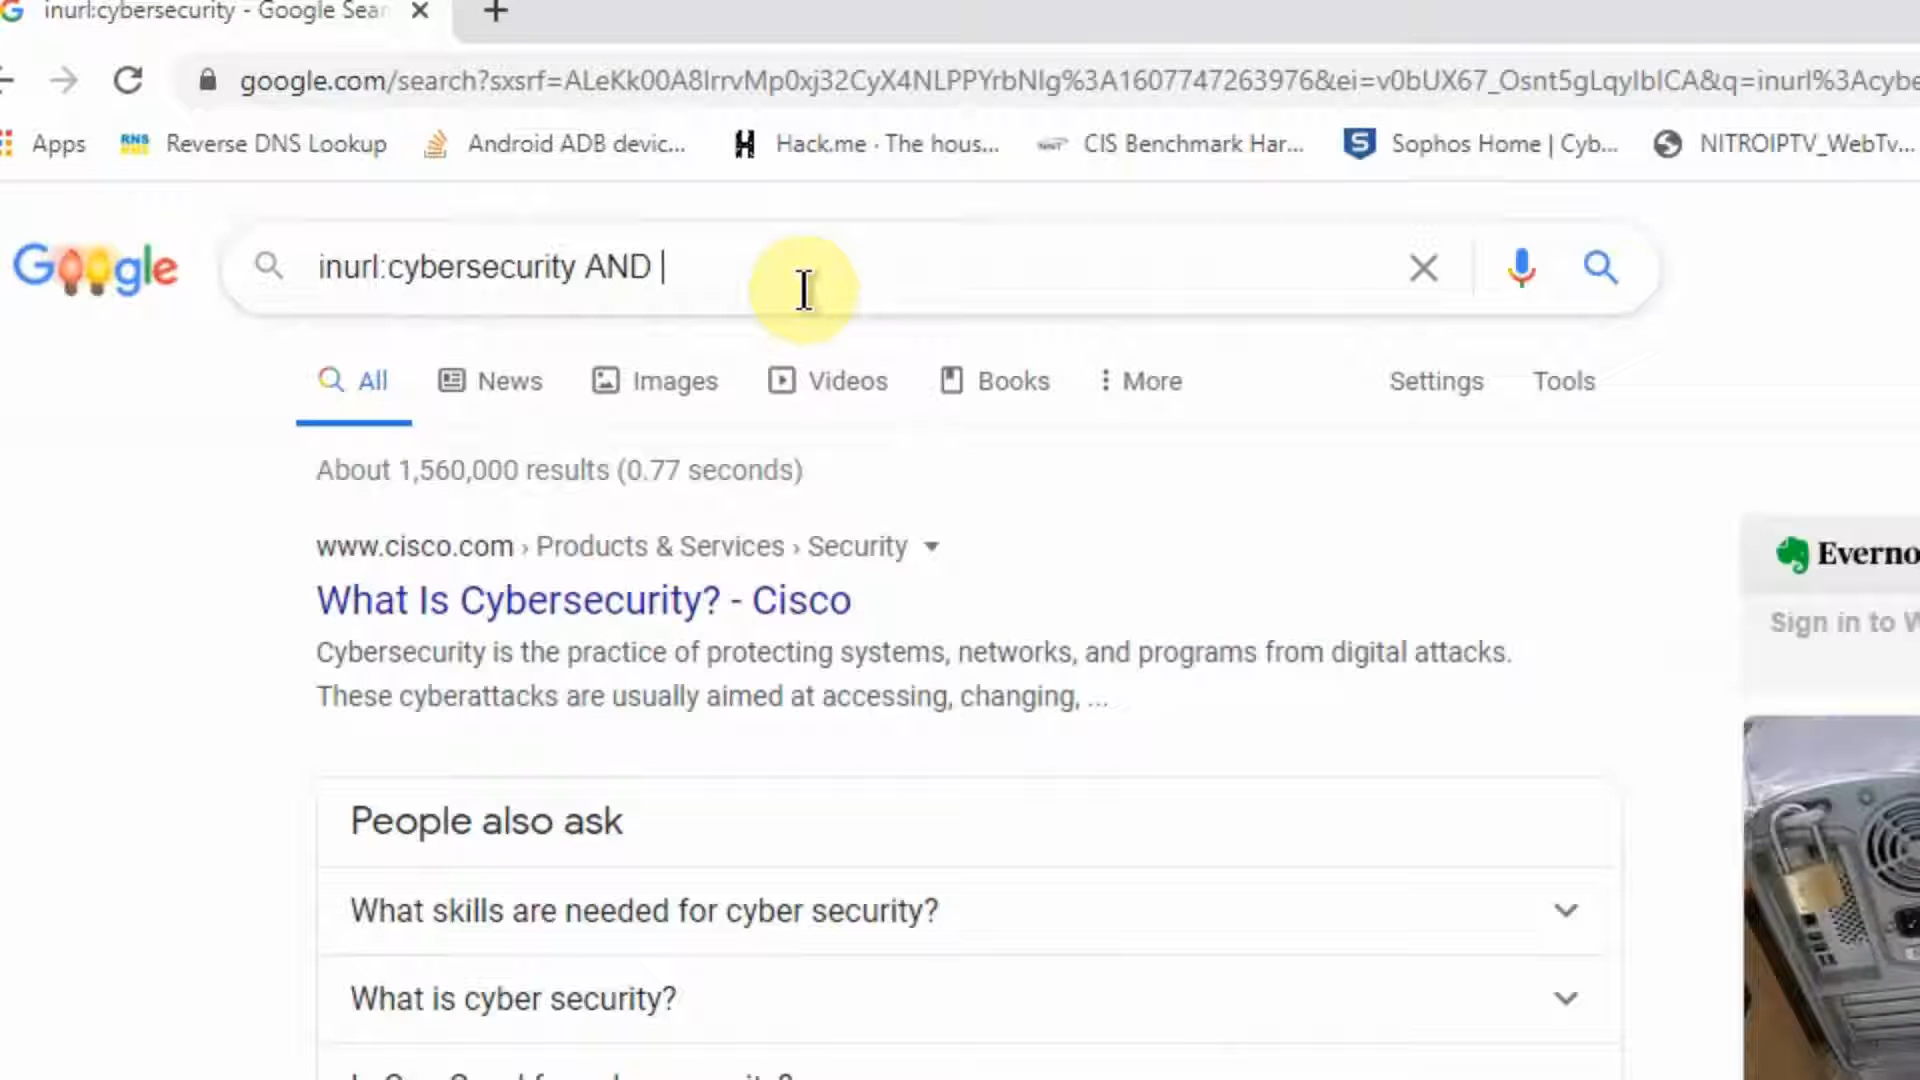 inurl:cybersecurity - Google Sear
google.com/search?sxsrf=ALeKk00A8IrrvMp0xj32CyX4NLPPYrbNlg%3A1607747263976&ei=v0bUX67_Osnt5gLqyIblCA&q=inurl%3Acybe
Apps RNS Reverse DNS Lookup Android ADB devic... Hack.me · The hous... CIS Benchmark Har... S Sophos Home | Cyb... NITROIPTV_WebTv...
Google inurl:cybersecurity AND
All News Images Videos Books More Settings Tools
About 1,560,000 results (0.77 seconds)
www.cisco.com › Products & Services › Security
What Is Cybersecurity? - Cisco
Cybersecurity is the practice of protecting systems, networks, and programs from digital attacks.
These cyberattacks are usually aimed at accessing, changing, ...
Everno
Sign in to W
People also ask
What skills are needed for cyber security?
What is cyber security?